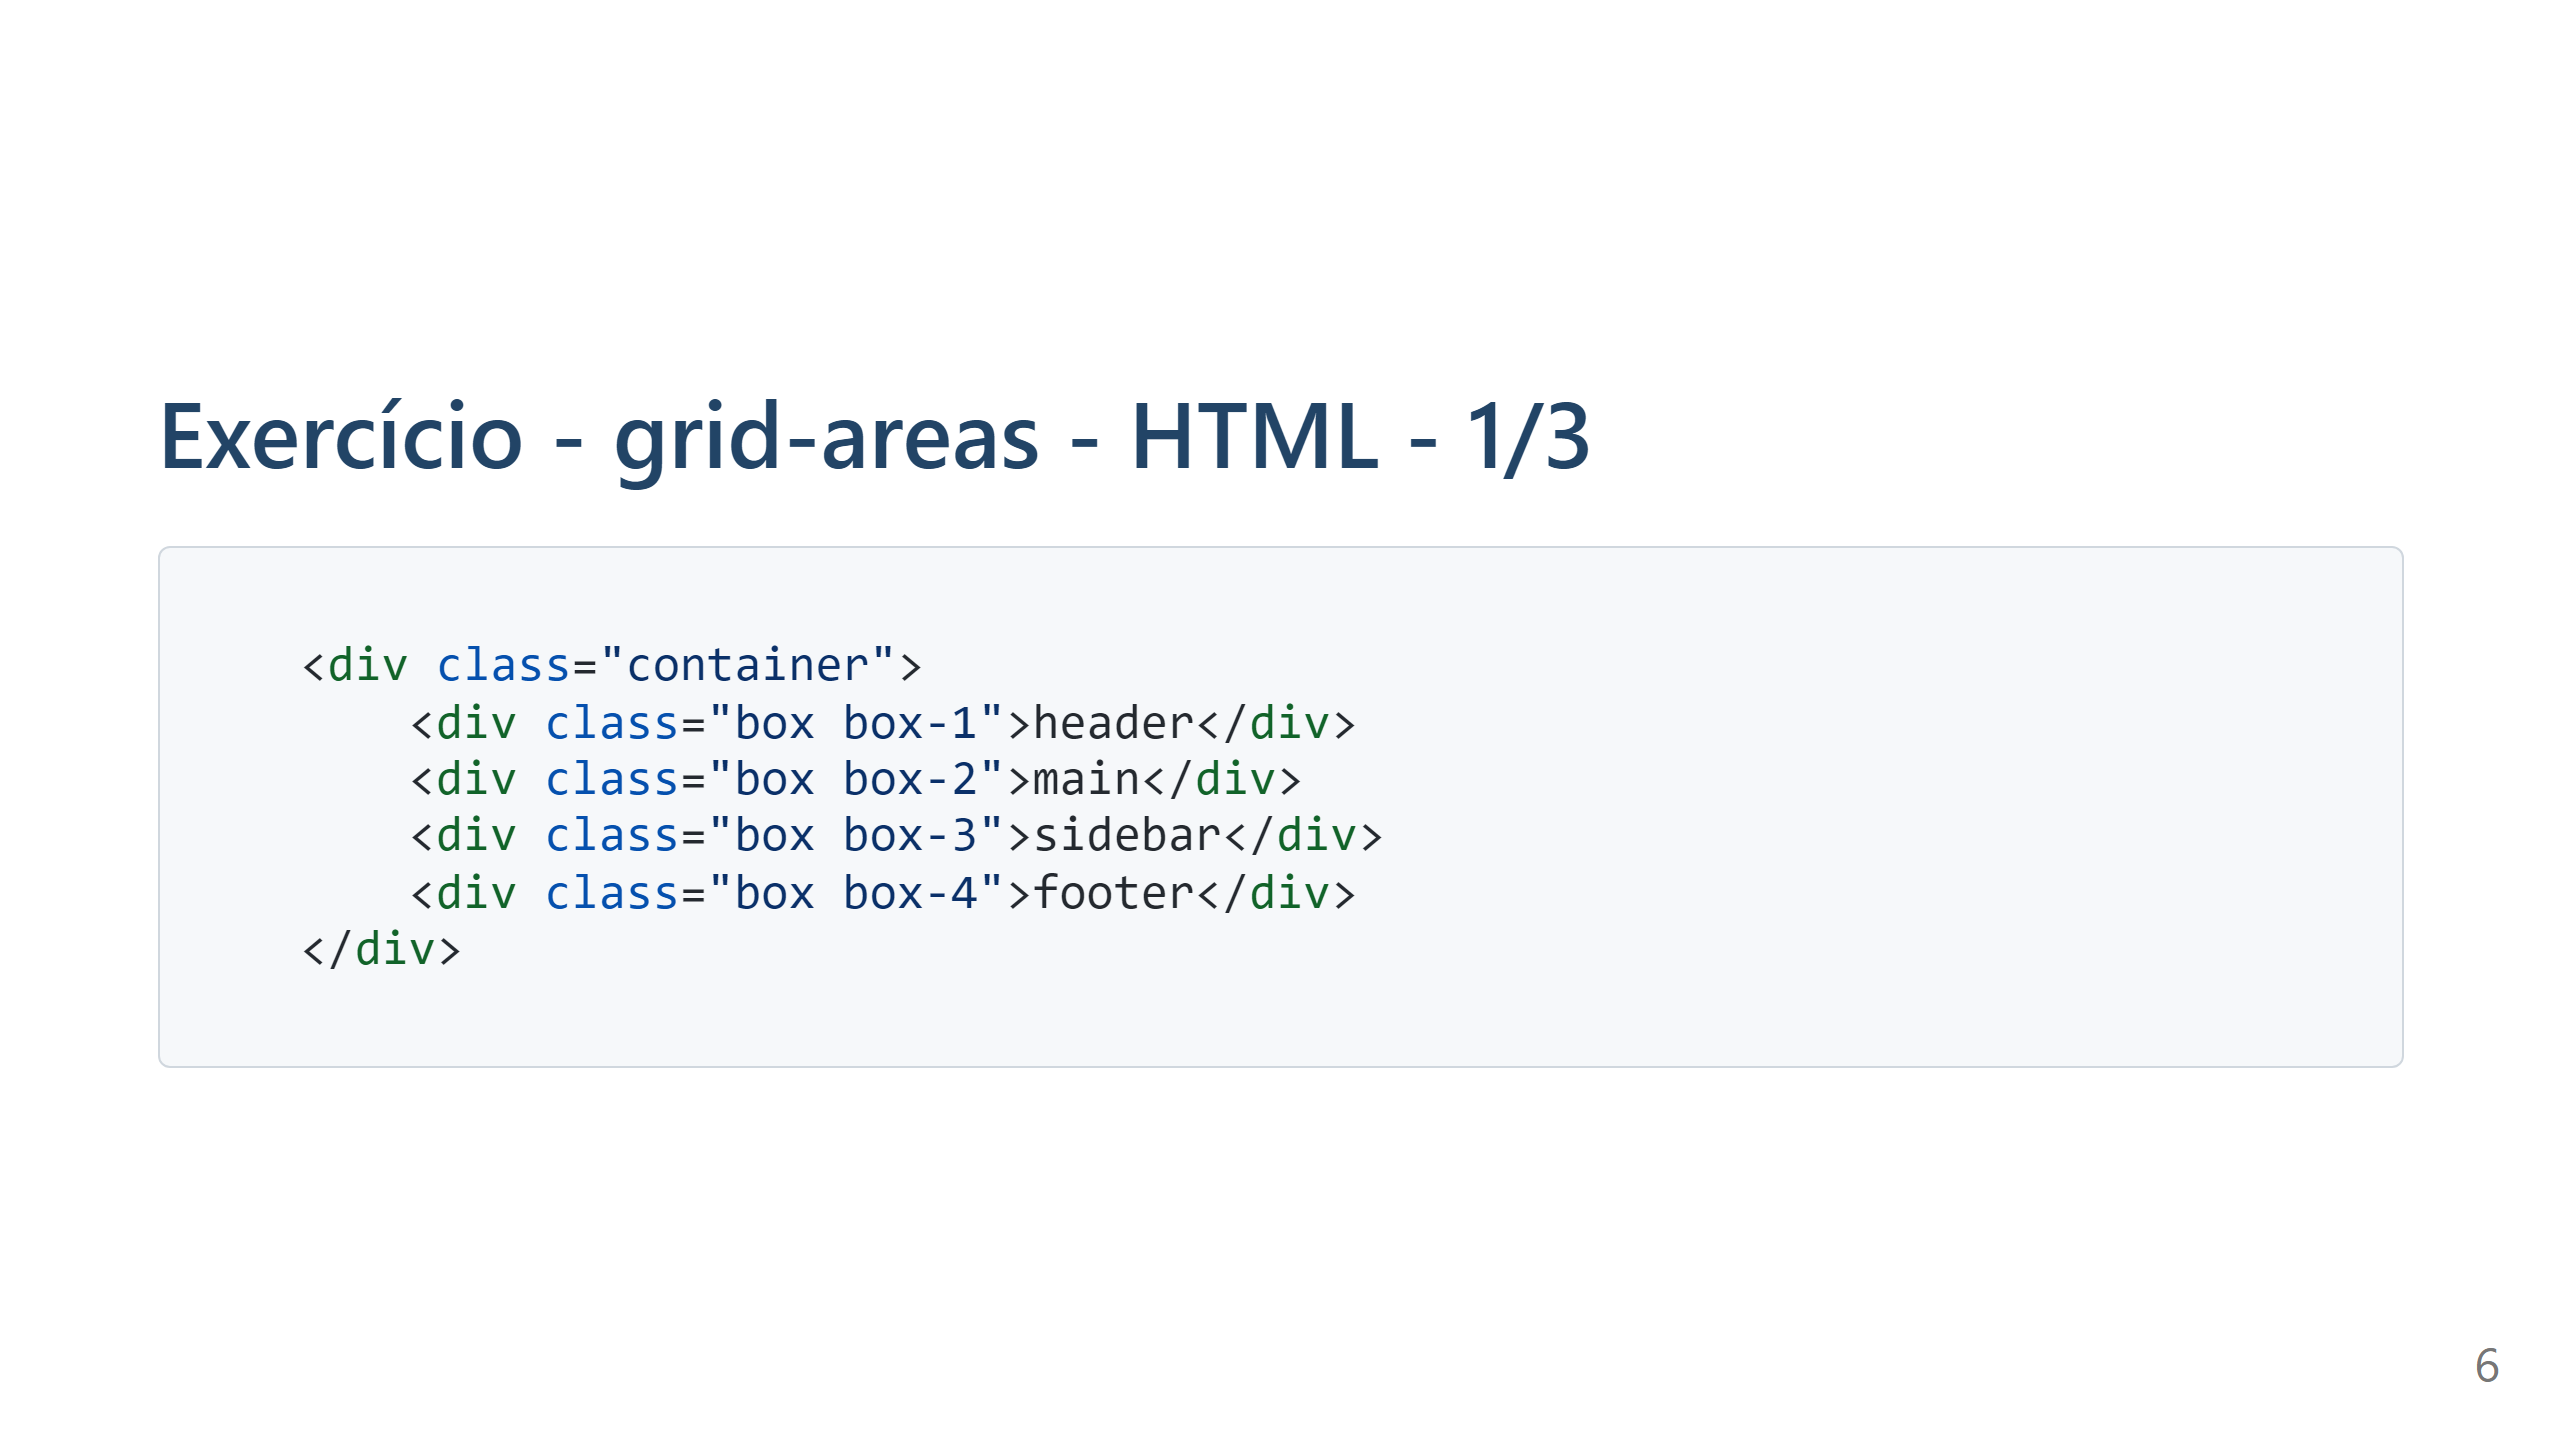 Exercício - grid-areas - HTML - 1/3
<div class="container">
    <div class="box box-1">header</div>
    <div class="box box-2">main</div>
    <div class="box box-3">sidebar</div>
    <div class="box box-4">footer</div>
</div>
6